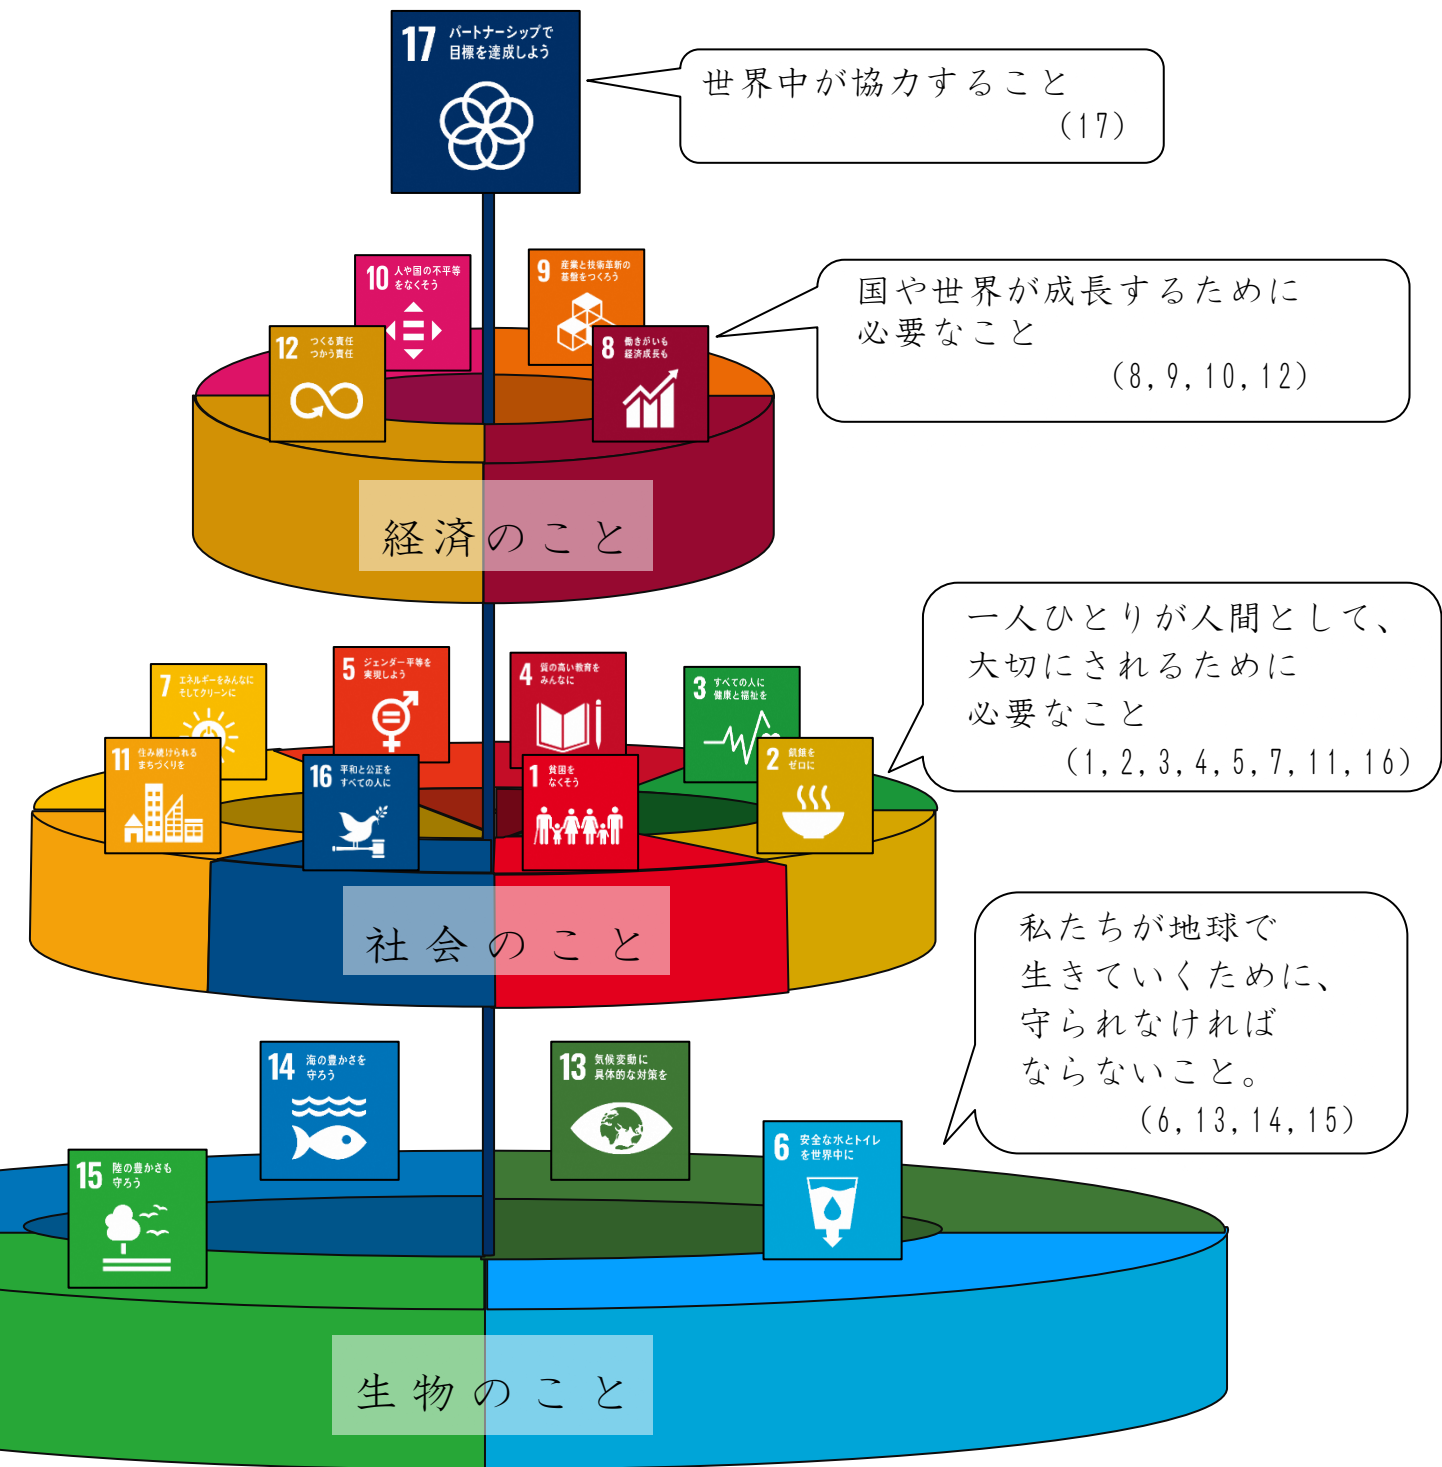 17 パートナーシップで
目標を達成しよう
世界中が協力すること
(17)
10 人や国の不平等
をなくそう
9 産業と技術革新の
基盤をつくろう
12 つくる責任
つかう責任
8 働きがいも
経済成長も
国や世界が成長するために
必要なこと
(8,9,10,12)
経済のこと
7 エネルギーをみんなに
そしてクリーンに
5 ジェンダー平等を
実現しよう
4 質の高い教育を
みんなに
3 すべての人に
健康と福祉を
11 住み続けられる
まちづくりを
16 平和と公正を
すべての人に
1 貧困を
なくそう
2 飢餓を
ゼロに
一人ひとりが人間として、
大切にされるために
必要なこと
(1,2,3,4,5,7,11,16)
社会のこと
14 海の豊かさを
守ろう
13 気候変動に
具体的な対策を
15 陸の豊かさも
守ろう
6 安全な水とトイレ
を世界中に
私たちが地球で
生きていくために、
守られなければ
ならないこと。
(6,13,14,15)
生物のこと